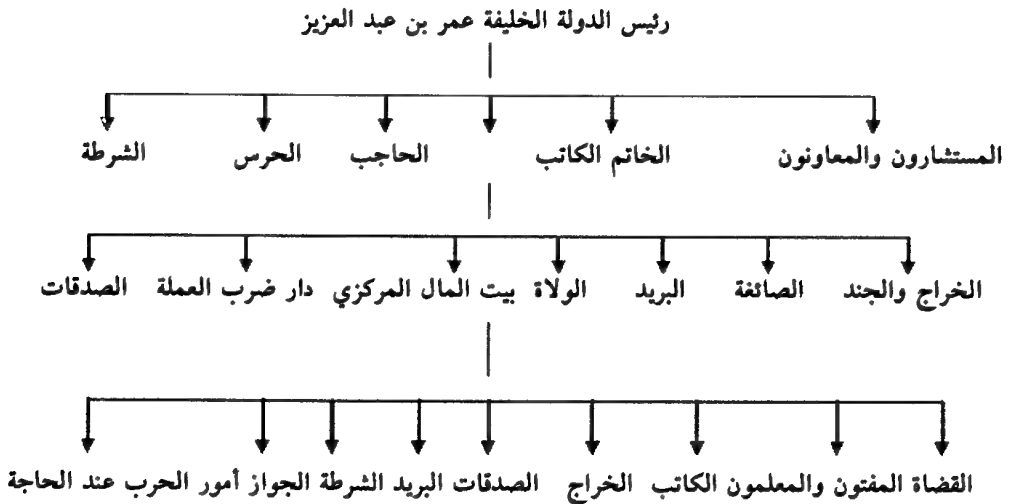 رئيس الدولة الخليفة عمر بن عبد العزيز
المستشارون والمعاونون الخاتم الكاتب الحاجب الحرس الشرطة
الخراج والجند الصائغة البريد الولاة بيت المال المركزي دار ضرب العملة الصدقات
القضاة المفتون والمعلمون الكاتب الخراج الصدقات البريد الشرطة الجواز أمور الحرب عند الحاجة